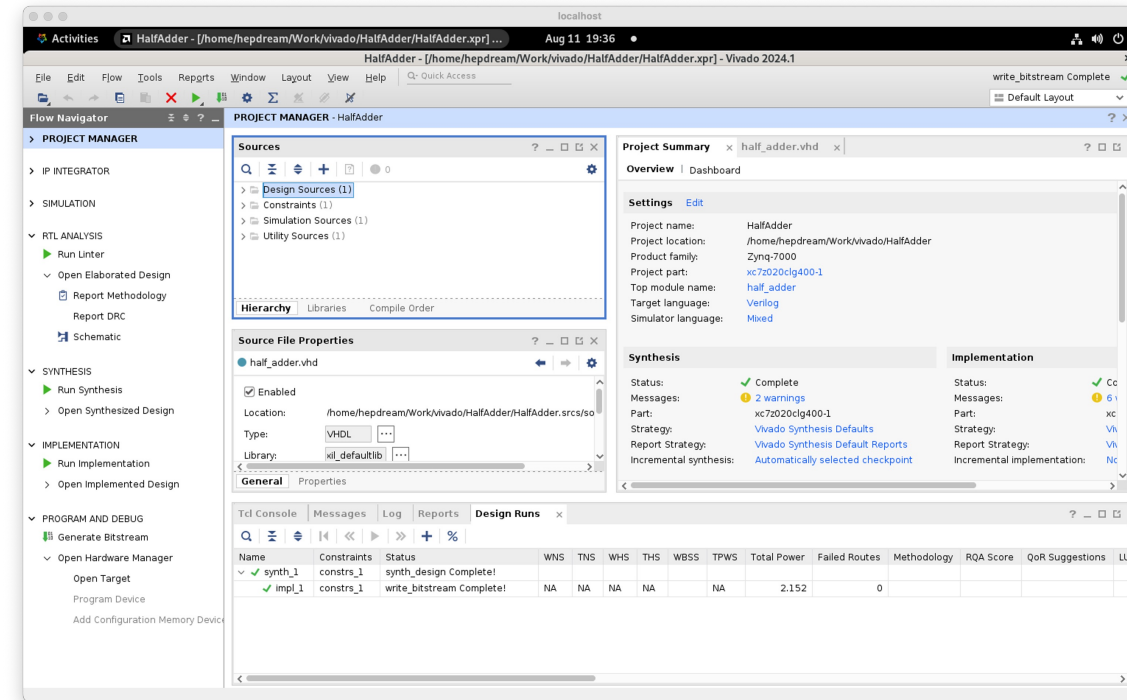 localhost
Activities HalfAdder - [/home/hepdream/Work/vivado/HalfAdder/HalfAdder.xpr] ... Aug 11 19:36
HalfAdder - [/home/hepdream/Work/vivado/HalfAdder/HalfAdder.xpr] - Vivado 2024.1
File Edit Flow Tools Reports Window Layout View Help Q- Quick Access write_bitstream Complete
Default Layout
Flow Navigator
PROJECT MANAGER
IP INTEGRATOR
SIMULATION
RTL ANALYSIS
Run Linter
Open Elaborated Design
Report Methodology
Report DRC
Schematic
SYNTHESIS
Run Synthesis
Open Synthesized Design
IMPLEMENTATION
Run Implementation
Open Implemented Design
PROGRAM AND DEBUG
Generate Bitstream
Open Hardware Manager
Open Target
Program Device
Add Configuration Memory Device
PROJECT MANAGER - HalfAdder
Sources
0
Design Sources (1)
Constraints (1)
Simulation Sources (1)
Utility Sources (1)
Hierarchy Libraries Compile Order
Source File Properties
half_adder.vhd
Enabled
Location: /home/hepdream/Work/vivado/HalfAdder/HalfAdder.srcs/so
Type: VHDL ...
Library: xil_defaultlib ...
General Properties
Project Summary half_adder.vhd
Overview | Dashboard
Settings Edit
Project name: HalfAdder
Project location: /home/hepdream/Work/vivado/HalfAdder
Product family: Zynq-7000
Project part: xc7z020clg400-1
Top module name: half_adder
Target language: Verilog
Simulator language: Mixed
Synthesis
Status: Complete
Messages: 2 warnings
Part: xc7z020clg400-1
Strategy: Vivado Synthesis Defaults
Report Strategy: Vivado Synthesis Default Reports
Incremental synthesis: Automatically selected checkpoint
Implementation
Status: Co
Messages: 6
Part: xc
Strategy: Viv
Report Strategy: Viv
Incremental implementation: No
Tcl Console Messages Log Reports Design Runs
Name Constraints Status WNS TNS WHS THS WBSS TPWS Total Power Failed Routes Methodology RQA Score QoR Suggestions LU
synth_1 constrs_1 synth_design Complete!
impl_1 constrs_1 write_bitstream Complete! NA NA NA NA NA 2.152 0